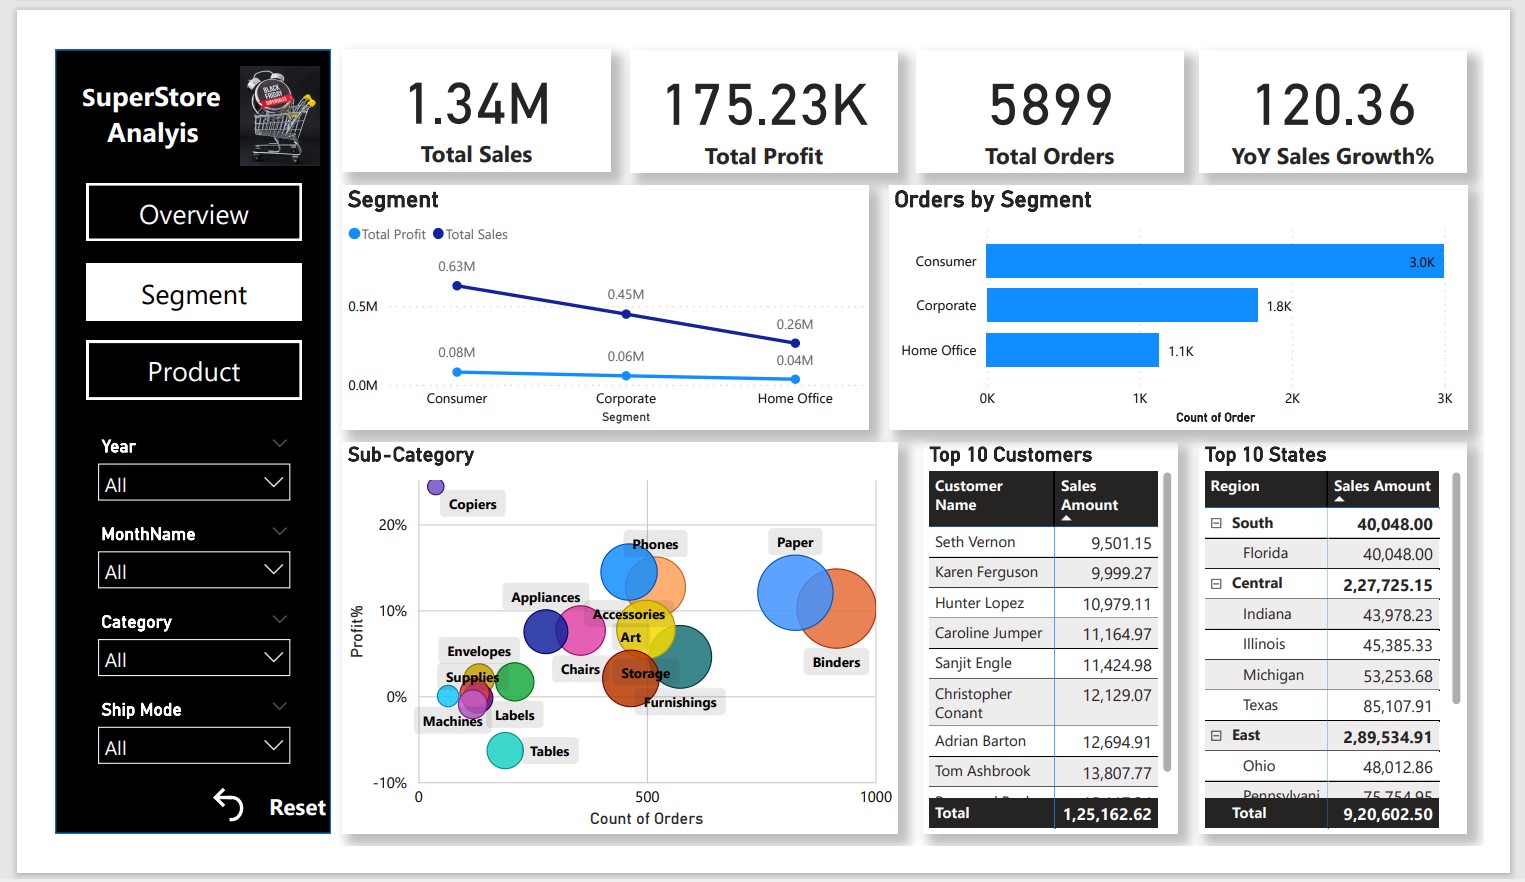 SuperStore
Analyis
BLACK
FRIDAY
Overview
Segment
Product
Year
All
MonthName
All
Category
All
Ship Mode
All
Reset
1.34M
Total Sales
175.23K
Total Profit
5899
Total Orders
120.36
YoY Sales Growth%
Segment
Total Profit Total Sales
0.63M
0.45M
0.26M
0.5M
0.08M
0.06M
0.04M
0.0M
Consumer Corporate Home Office
Segment
Orders by Segment
Consumer 3.0K
Corporate 1.8K
Home Office 1.1K
0K 1K 2K 3K
Count of Order
Sub-Category
Copiers
20%
Phones
Paper
Appliances
10%
Accessories
Art
Profit%
Envelopes
Chairs
Binders
Supplies
Storage
0%
Furnishings
Machines
Labels
Tables
-10%
0 500 1000
Count of Orders
Top 10 Customers
Customer Name Sales Amount
Seth Vernon 9,501.15
Karen Ferguson 9,999.27
Hunter Lopez 10,979.11
Caroline Jumper 11,164.97
Sanjit Engle 11,424.98
Christopher Conant 12,129.07
Adrian Barton 12,694.91
Tom Ashbrook 13,807.77
Total 1,25,162.62
Top 10 States
Region Sales Amount
South 40,048.00
Florida 40,048.00
Central 2,27,725.15
Indiana 43,978.23
Illinois 45,385.33
Michigan 53,253.68
Texas 85,107.91
East 2,89,534.91
Ohio 48,012.86
Pennsylvani 75,754.95
Total 9,20,602.50